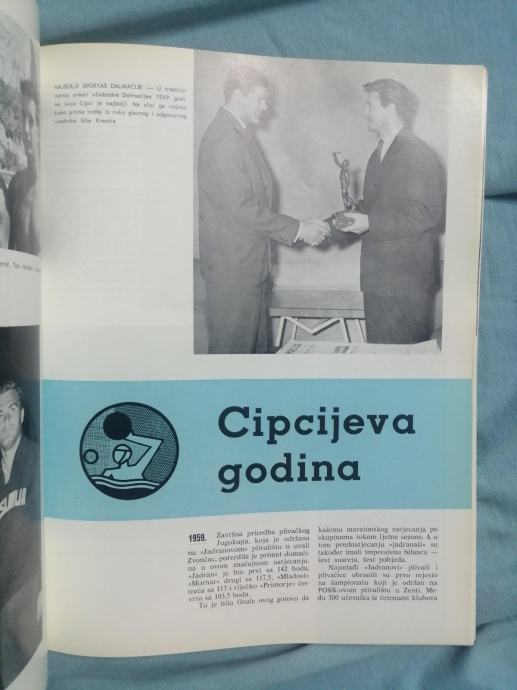 NAJBOLJI SPORTAŠ DALMACIJE — U tradicio-
nalnoj anketi «Slobodne Dalmacije» 1959. godi-
ne Ivica Cipci je najbolji. Na slici ga vidimo
kako prima trofej iz ruku glavnog i odgovornog
urednika Sibe Kvesića
Cipcijeva
godina
1959. Završna priredba plivačkog
Jugokupa, koja je održana
na »Jadranovom« plivalištu u uvali
Zvončac, potvrdila je primat domaći-
na u ovom značajnom natjecanju.
»Jadran« je bio prvi sa 142 boda,
»Mornar« drugi sa 117,5, »Mladost«
treća sa 117 i riječko »Primorje« čet
vrto sa 103,5 boda.
To je bilo finale ovog gotovo da
kažemo maratonskog natjecanja po
skupinama tokom ljetne sezone. A u
tom prednatjecanju »jadranaši« su
također imali impresivnu bilancu —
šest susreta, šest pobjeda.
Najmlađi »Jadranovi« plivači i
plivačice obranili su prvo mjesto
na šampionatu koji je održan na
POŠK-ovom plivalištu u Zenti. Me-
đu 300 učesnika iz četrnaest klubova